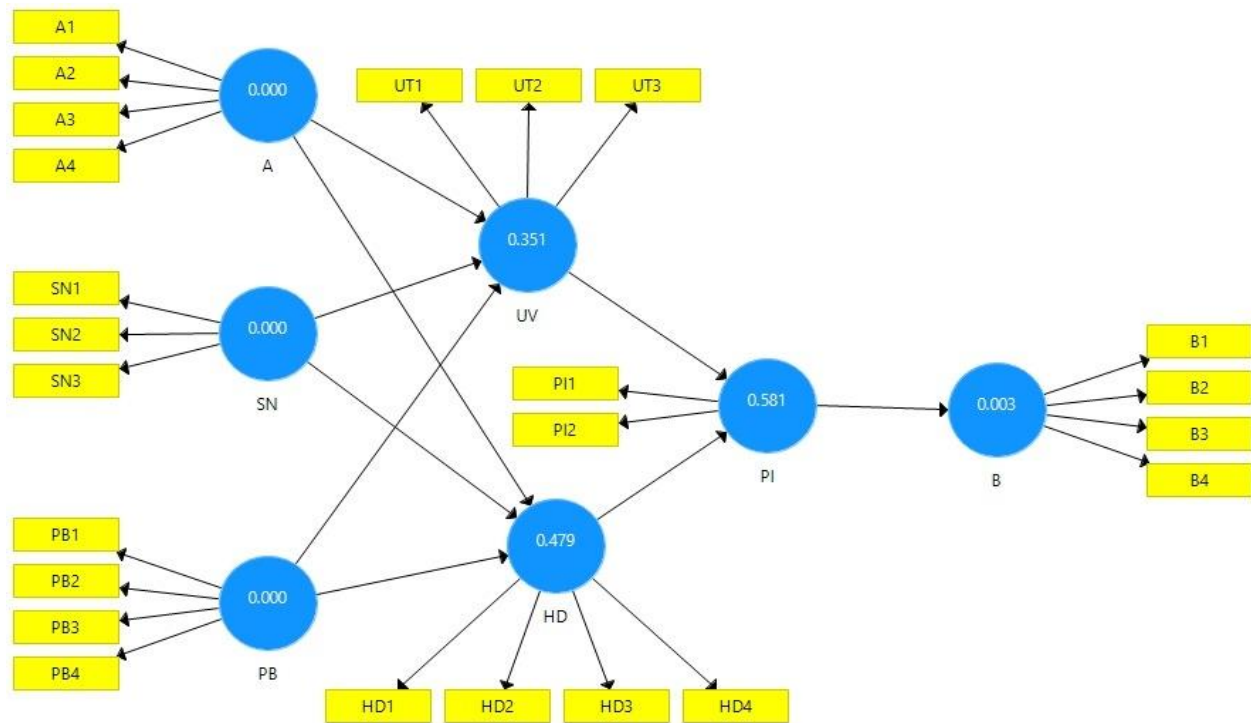 A1
A2
A3
A4
0.000
A
UT1
UT2
UT3
0.351
UV
SN1
SN2
SN3
0.000
SN
PI1
PI2
0.581
PI
0.003
B
B1
B2
B3
B4
PB1
PB2
PB3
PB4
0.000
PB
0.479
HD
HD1
HD2
HD3
HD4